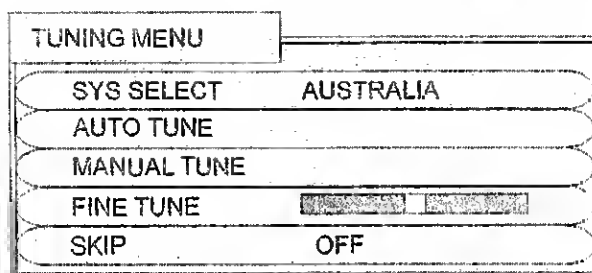 TUNING MENU
SYS SELECT AUSTRALIA
AUTO TUNE
MANUAL TUNE
FINE TUNE
SKIP OFF